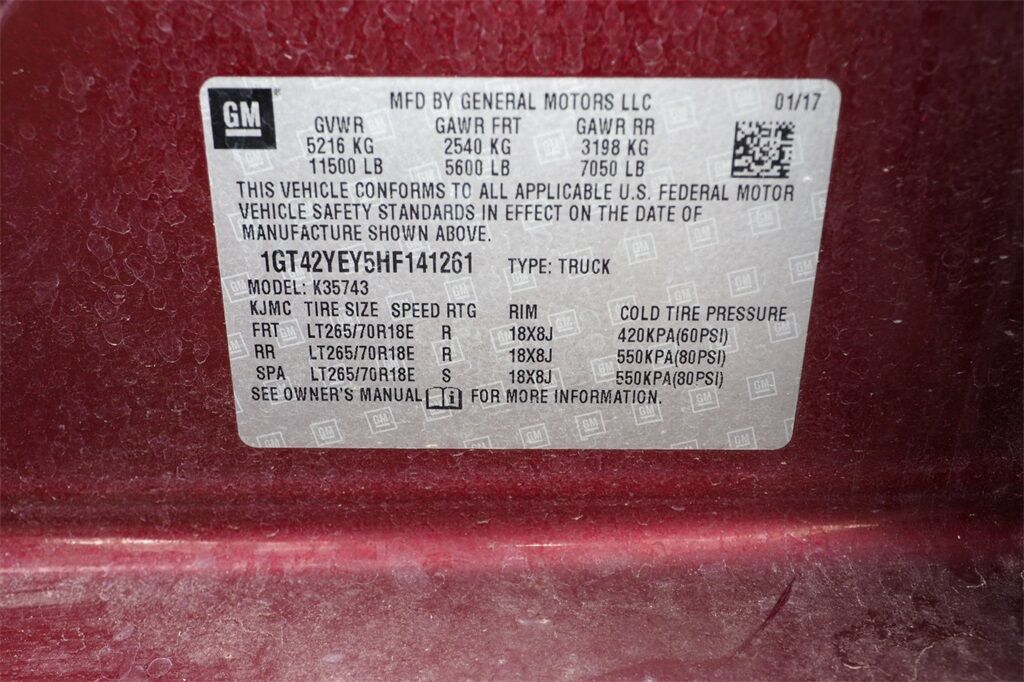 GM MFD BY GENERAL MOTORS LLC 01/17
GVWR GAWR FRT GAWR RR
5216 KG 2540 KG 3198 KG
11500 LB 5600 LB 7050 LB
THIS VEHICLE CONFORMS TO ALL APPLICABLE U.S. FEDERAL MOTOR
VEHICLE SAFETY STANDARDS IN EFFECT ON THE DATE OF
MANUFACTURE SHOWN ABOVE.
1GT42YEY5HF141261 TYPE: TRUCK
MODEL: K35743
KJMC TIRE SIZE SPEED RTG RIM COLD TIRE PRESSURE
FRT LT265/70R18E R 18X8J 420KPA(60PSI)
RR LT265/70R18E R 18X8J 550KPA(80PSI)
SPA LT265/70R18E S 18X8J 550KPA(80PSI)
SEE OWNER'S MANUAL i FOR MORE INFORMATION.